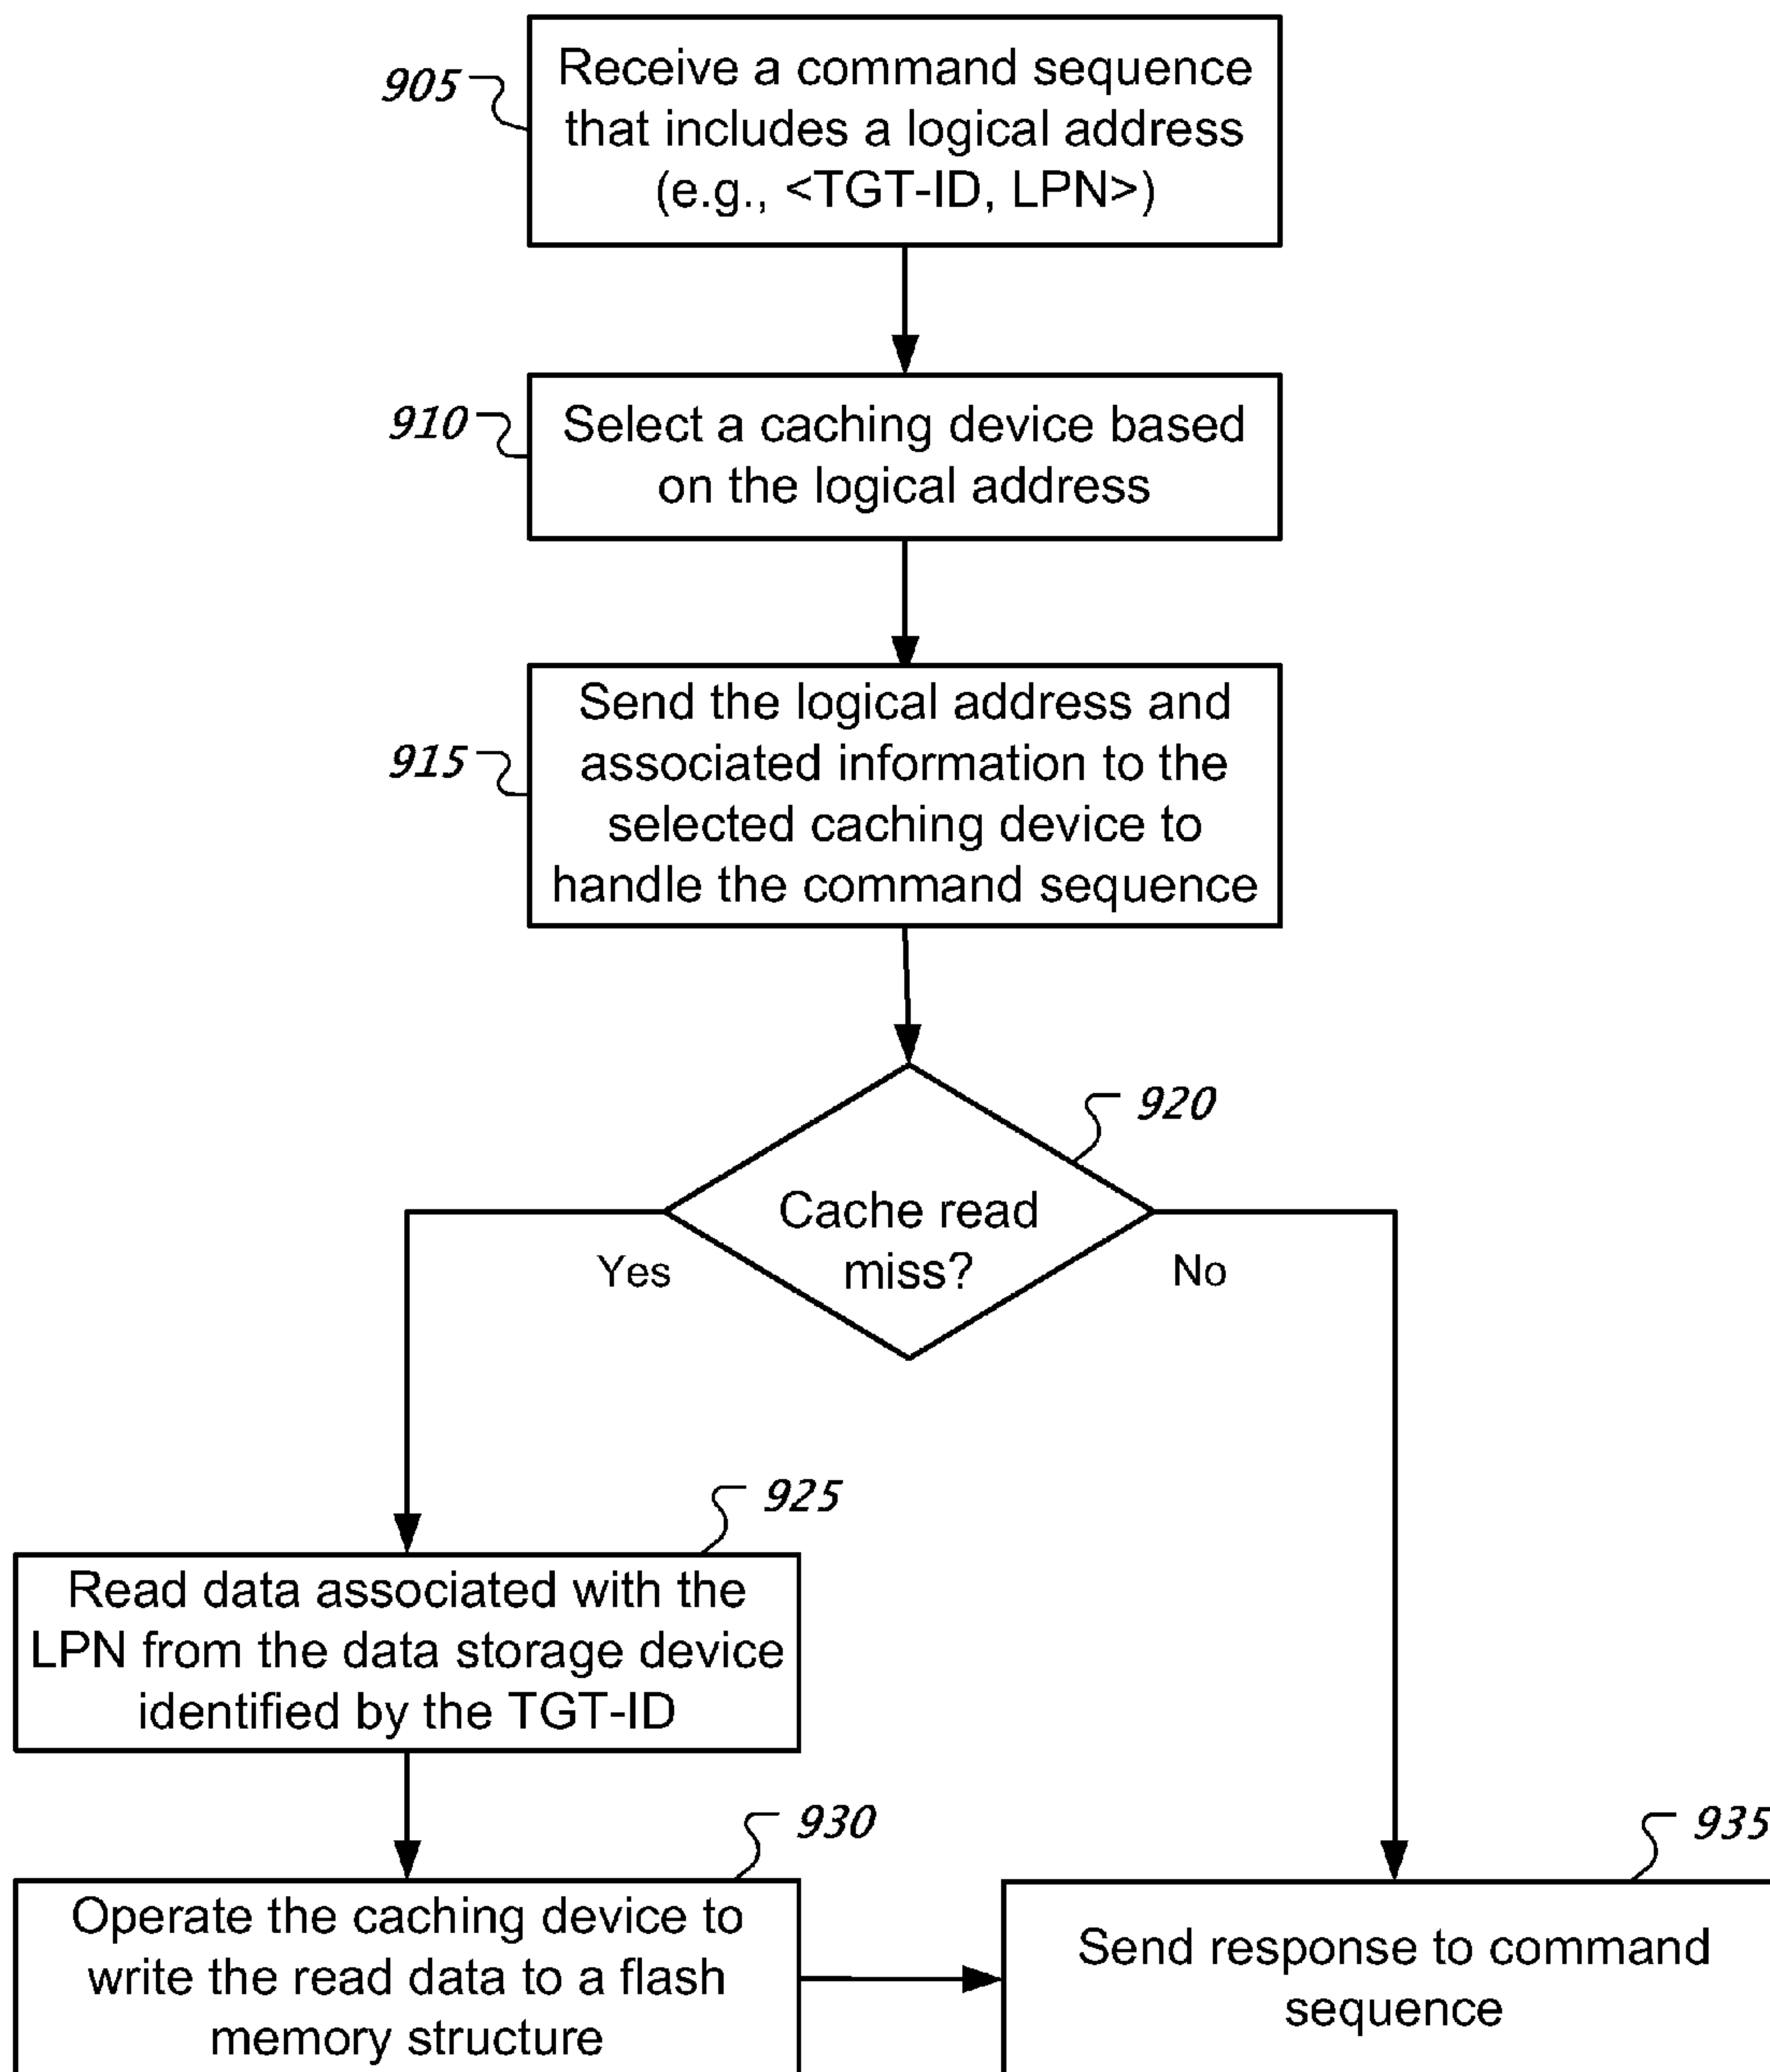 905
Receive a command sequence
that includes a logical address
(e.g., <TGT-ID, LPN>)
910
Select a caching device based
on the logical address
915
Send the logical address and
associated information to the
selected caching device to
handle the command sequence
920
Cache read
miss?
Yes
No
925
Read data associated with the
LPN from the data storage device
identified by the TGT-ID
930
Operate the caching device to
write the read data to a flash
memory structure
935
Send response to command
sequence